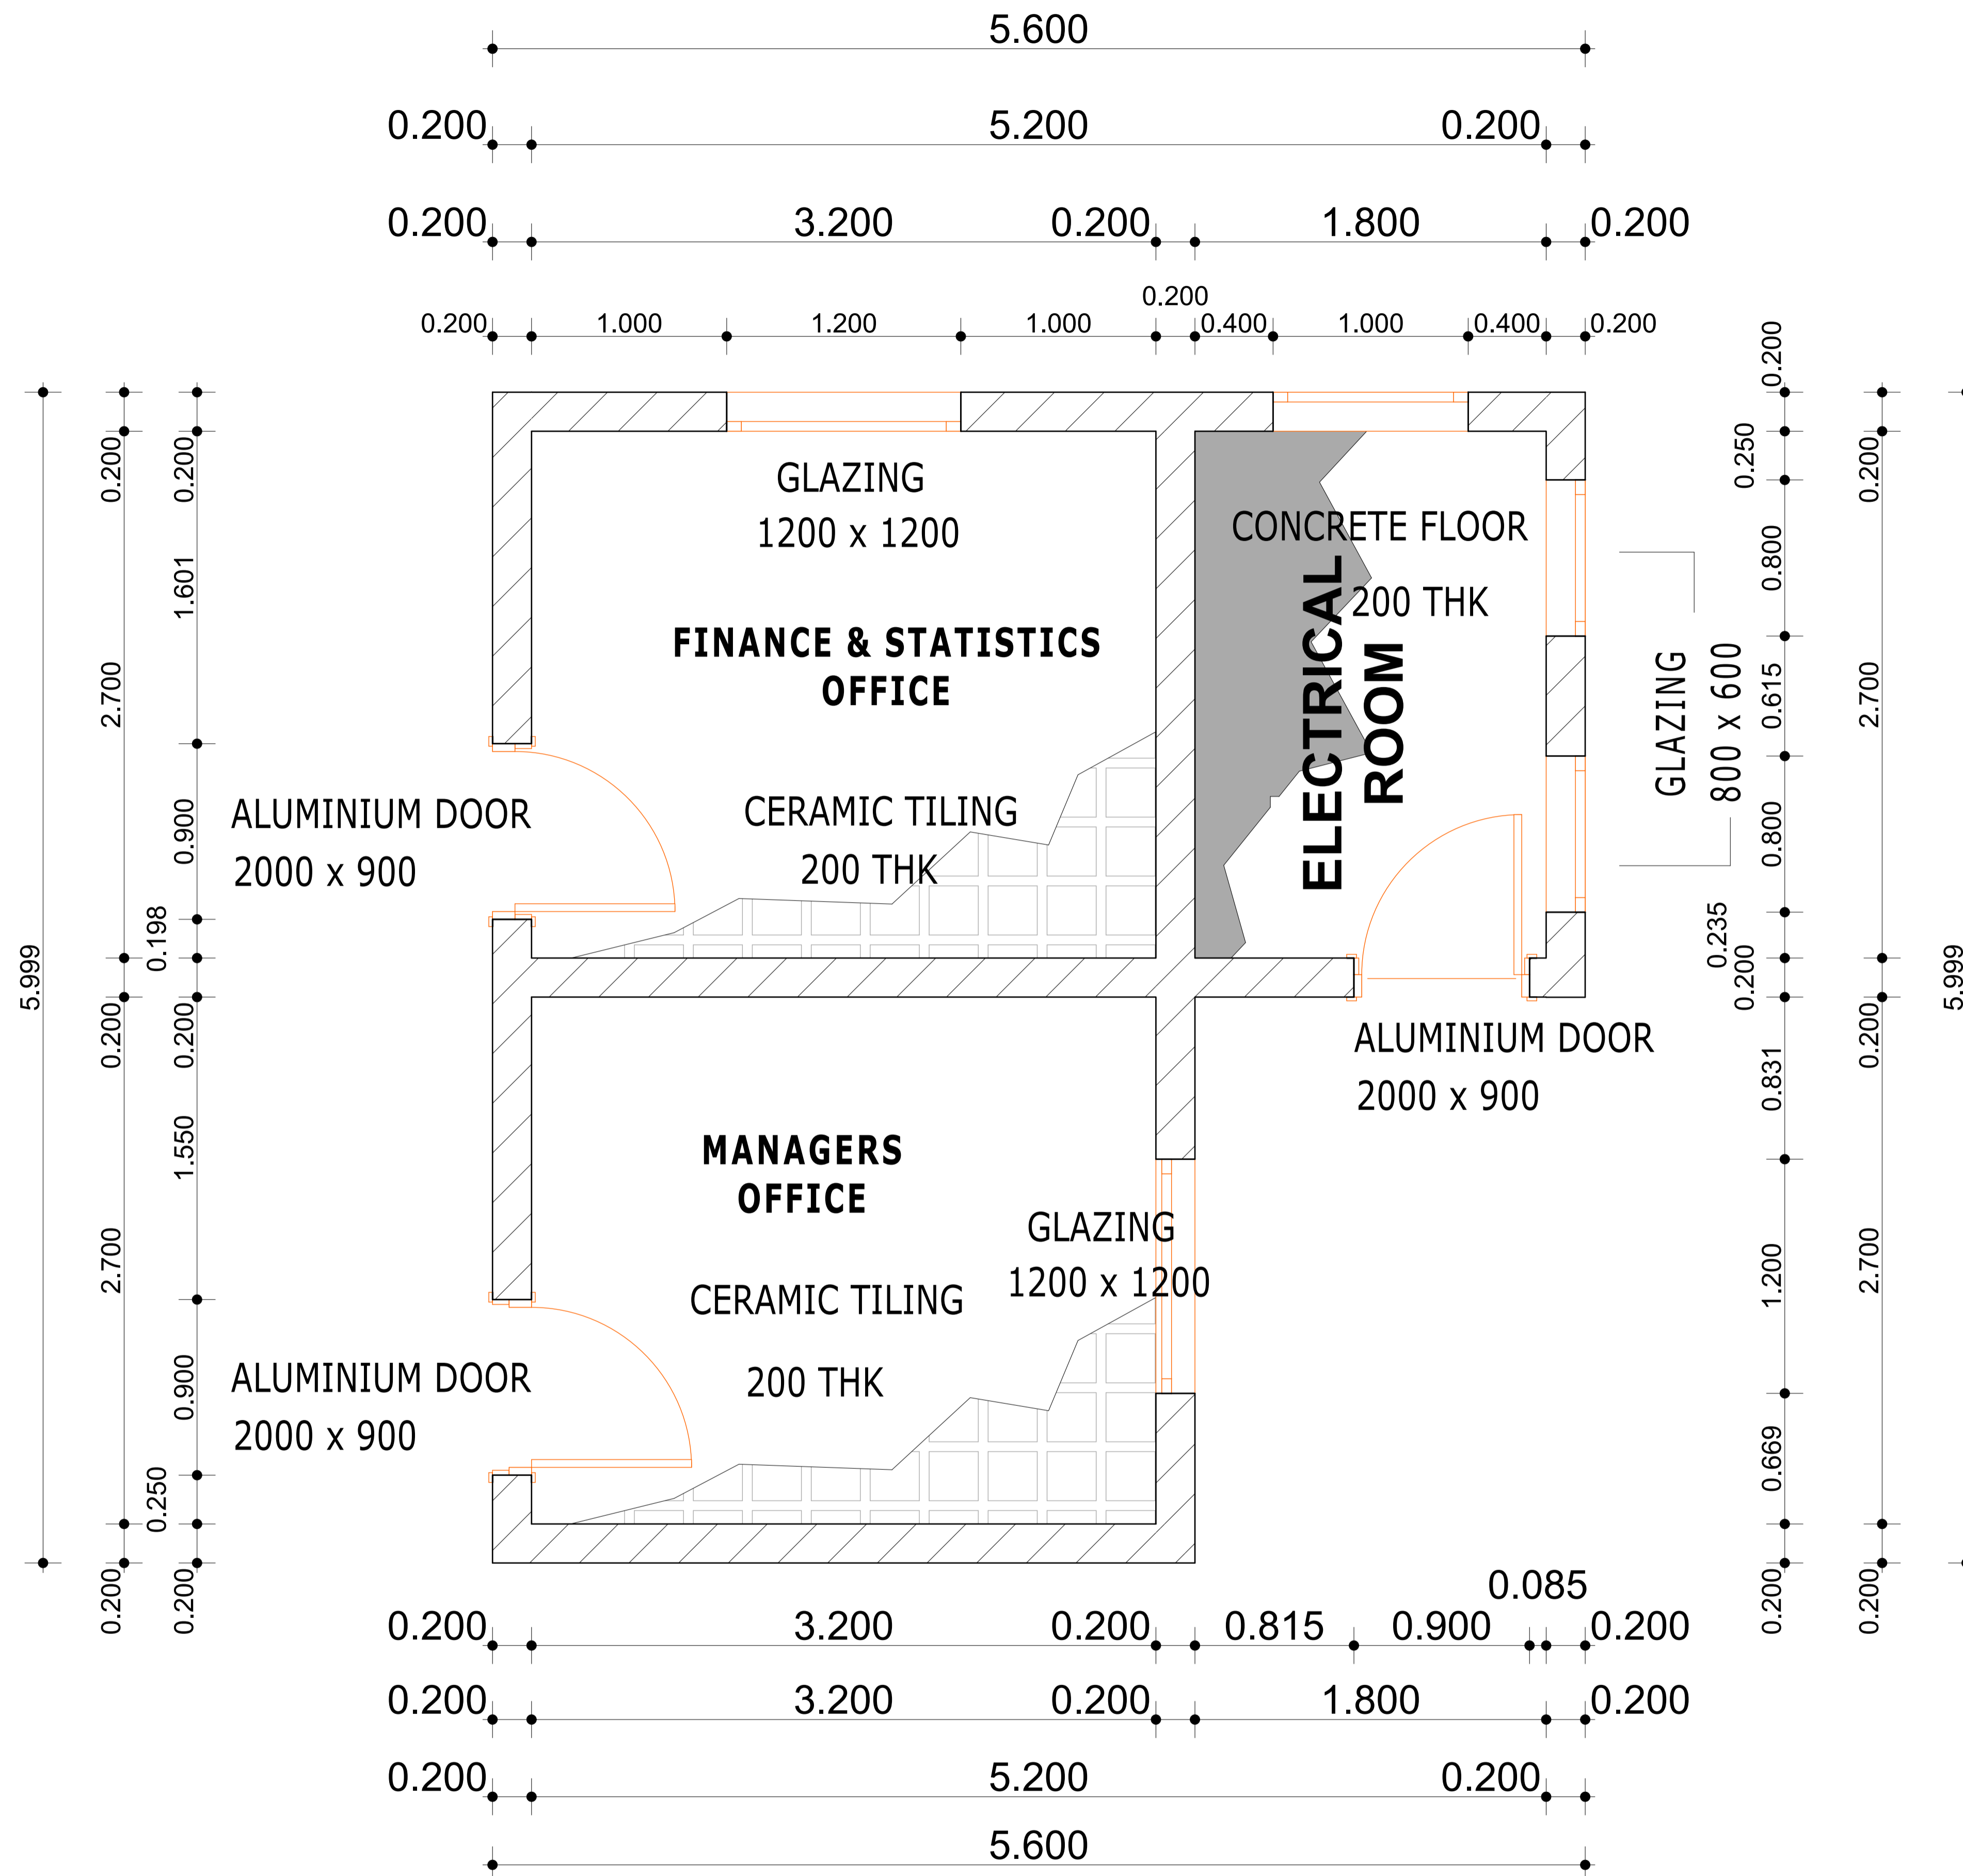 5.600
0.200 5.200 0.200
0.200 3.200 0.200 1.800 0.200
0.200
0.200 1.000 1.200 1.000 0.400 1.000 0.400 0.200
5.999
0.200 2.700 0.200 2.700 0.200
0.200 1.601 0.900 0.198 0.200 1.550 0.900 0.250 0.200
GLAZING
1200 x 1200
FINANCE & STATISTICS
OFFICE
CERAMIC TILING
200 THK
ALUMINIUM DOOR
2000 x 900
CONCRETE FLOOR
200 THK
ELECTRICAL
ROOM
GLAZING
800 x 600
ALUMINIUM DOOR
2000 x 900
MANAGERS
OFFICE
GLAZING
1200 x 1200
CERAMIC TILING
200 THK
ALUMINIUM DOOR
2000 x 900
0.200 0.250 0.800 0.615 0.800 0.235 0.200 0.831 1.200 0.669 0.200
0.200 2.700 0.200 2.700 0.200
5.999
0.085
0.200 3.200 0.200 0.815 0.900 0.200
0.200 3.200 0.200 1.800 0.200
0.200 5.200 0.200
5.600